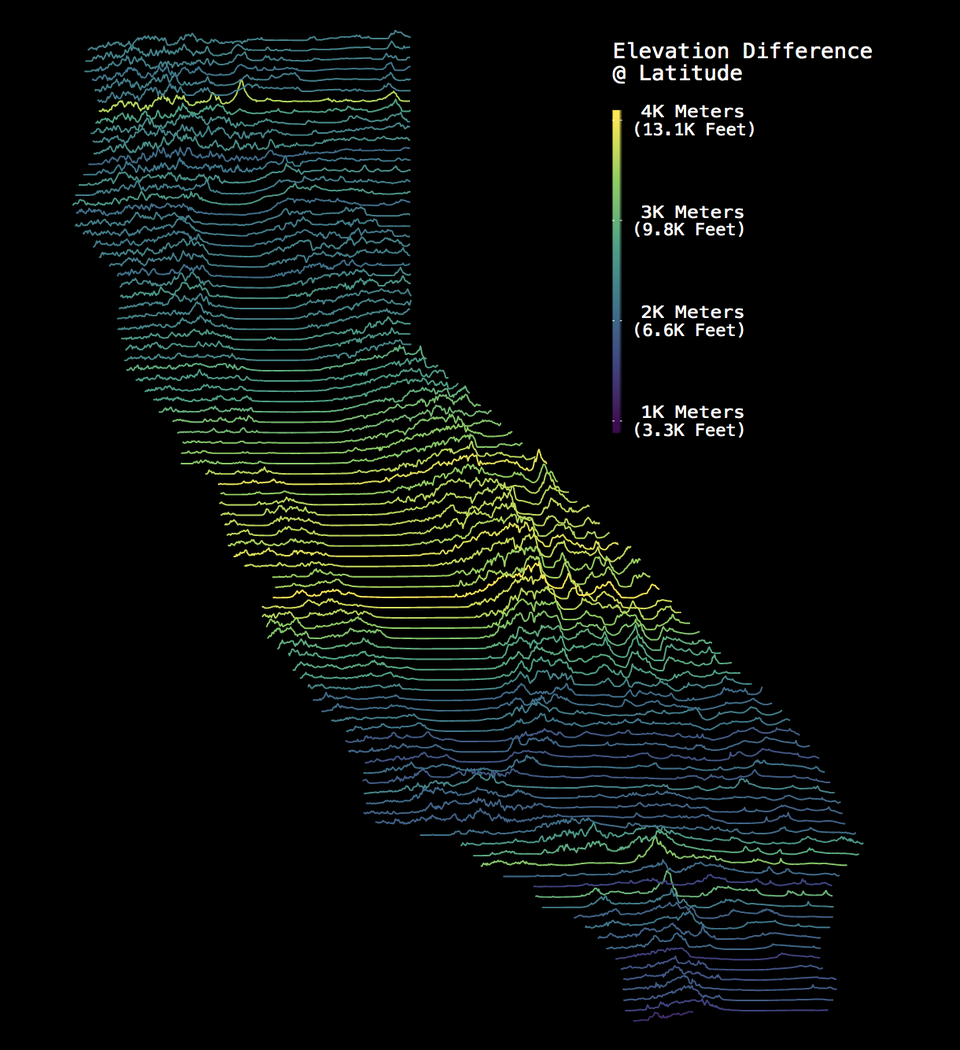 Elevation Difference
@ Latitude
4K Meters
(13.1K Feet)
3K Meters
(9.8K Feet)
2K Meters
(6.6K Feet)
1K Meters
(3.3K Feet)